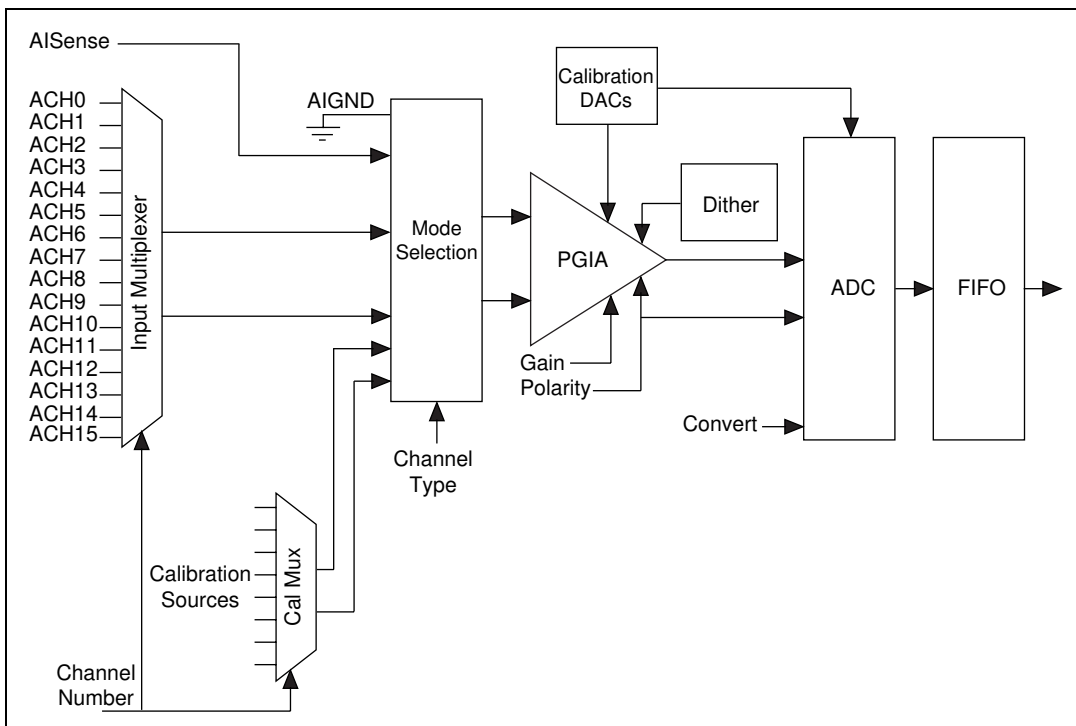 AISense
ACH0
ACH1
ACH2
ACH3
ACH4
ACH5
ACH6
ACH7
ACH8
ACH9
ACH10
ACH11
ACH12
ACH13
ACH14
ACH15
Input Multiplexer
AIGND
Mode
Selection
Channel
Type
Calibration
Sources
Cal Mux
Channel
Number
Calibration
DACs
Dither
PGIA
Gain
Polarity
Convert
ADC
FIFO